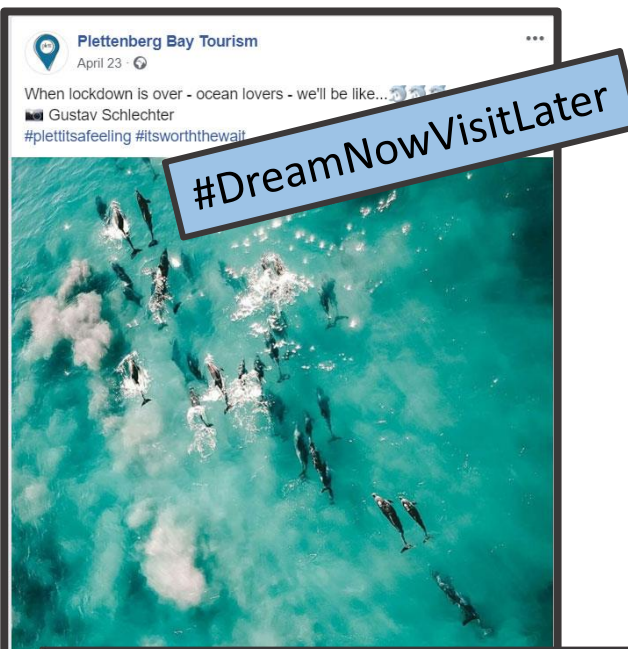 Plettenberg Bay Tourism
April 23
When lockdown is over - ocean lovers - we'll be like...
Gustav Schlechter
#plettitsafeeling #itsworththewait
#DreamNowVisitLater